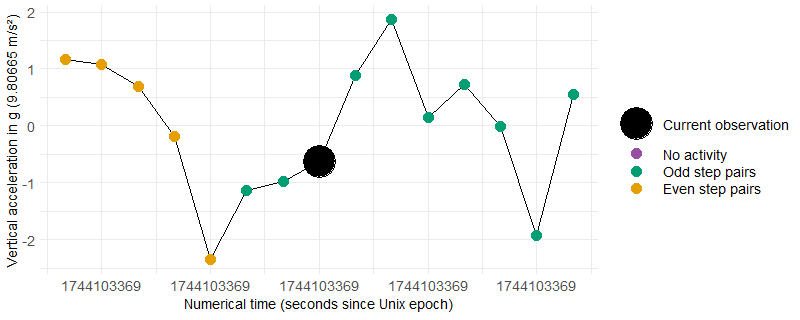 Vertical acceleration in g (9.80665 m/s²)
2
1
0
-1
-2
1744103369 1744103369 1744103369 1744103369 1744103369
Numerical time (seconds since Unix epoch)
Current observation
No activity
Odd step pairs
Even step pairs